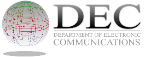 DEC
DEPARTMENT OF ELECTRONIC
COMMUNICATIONS